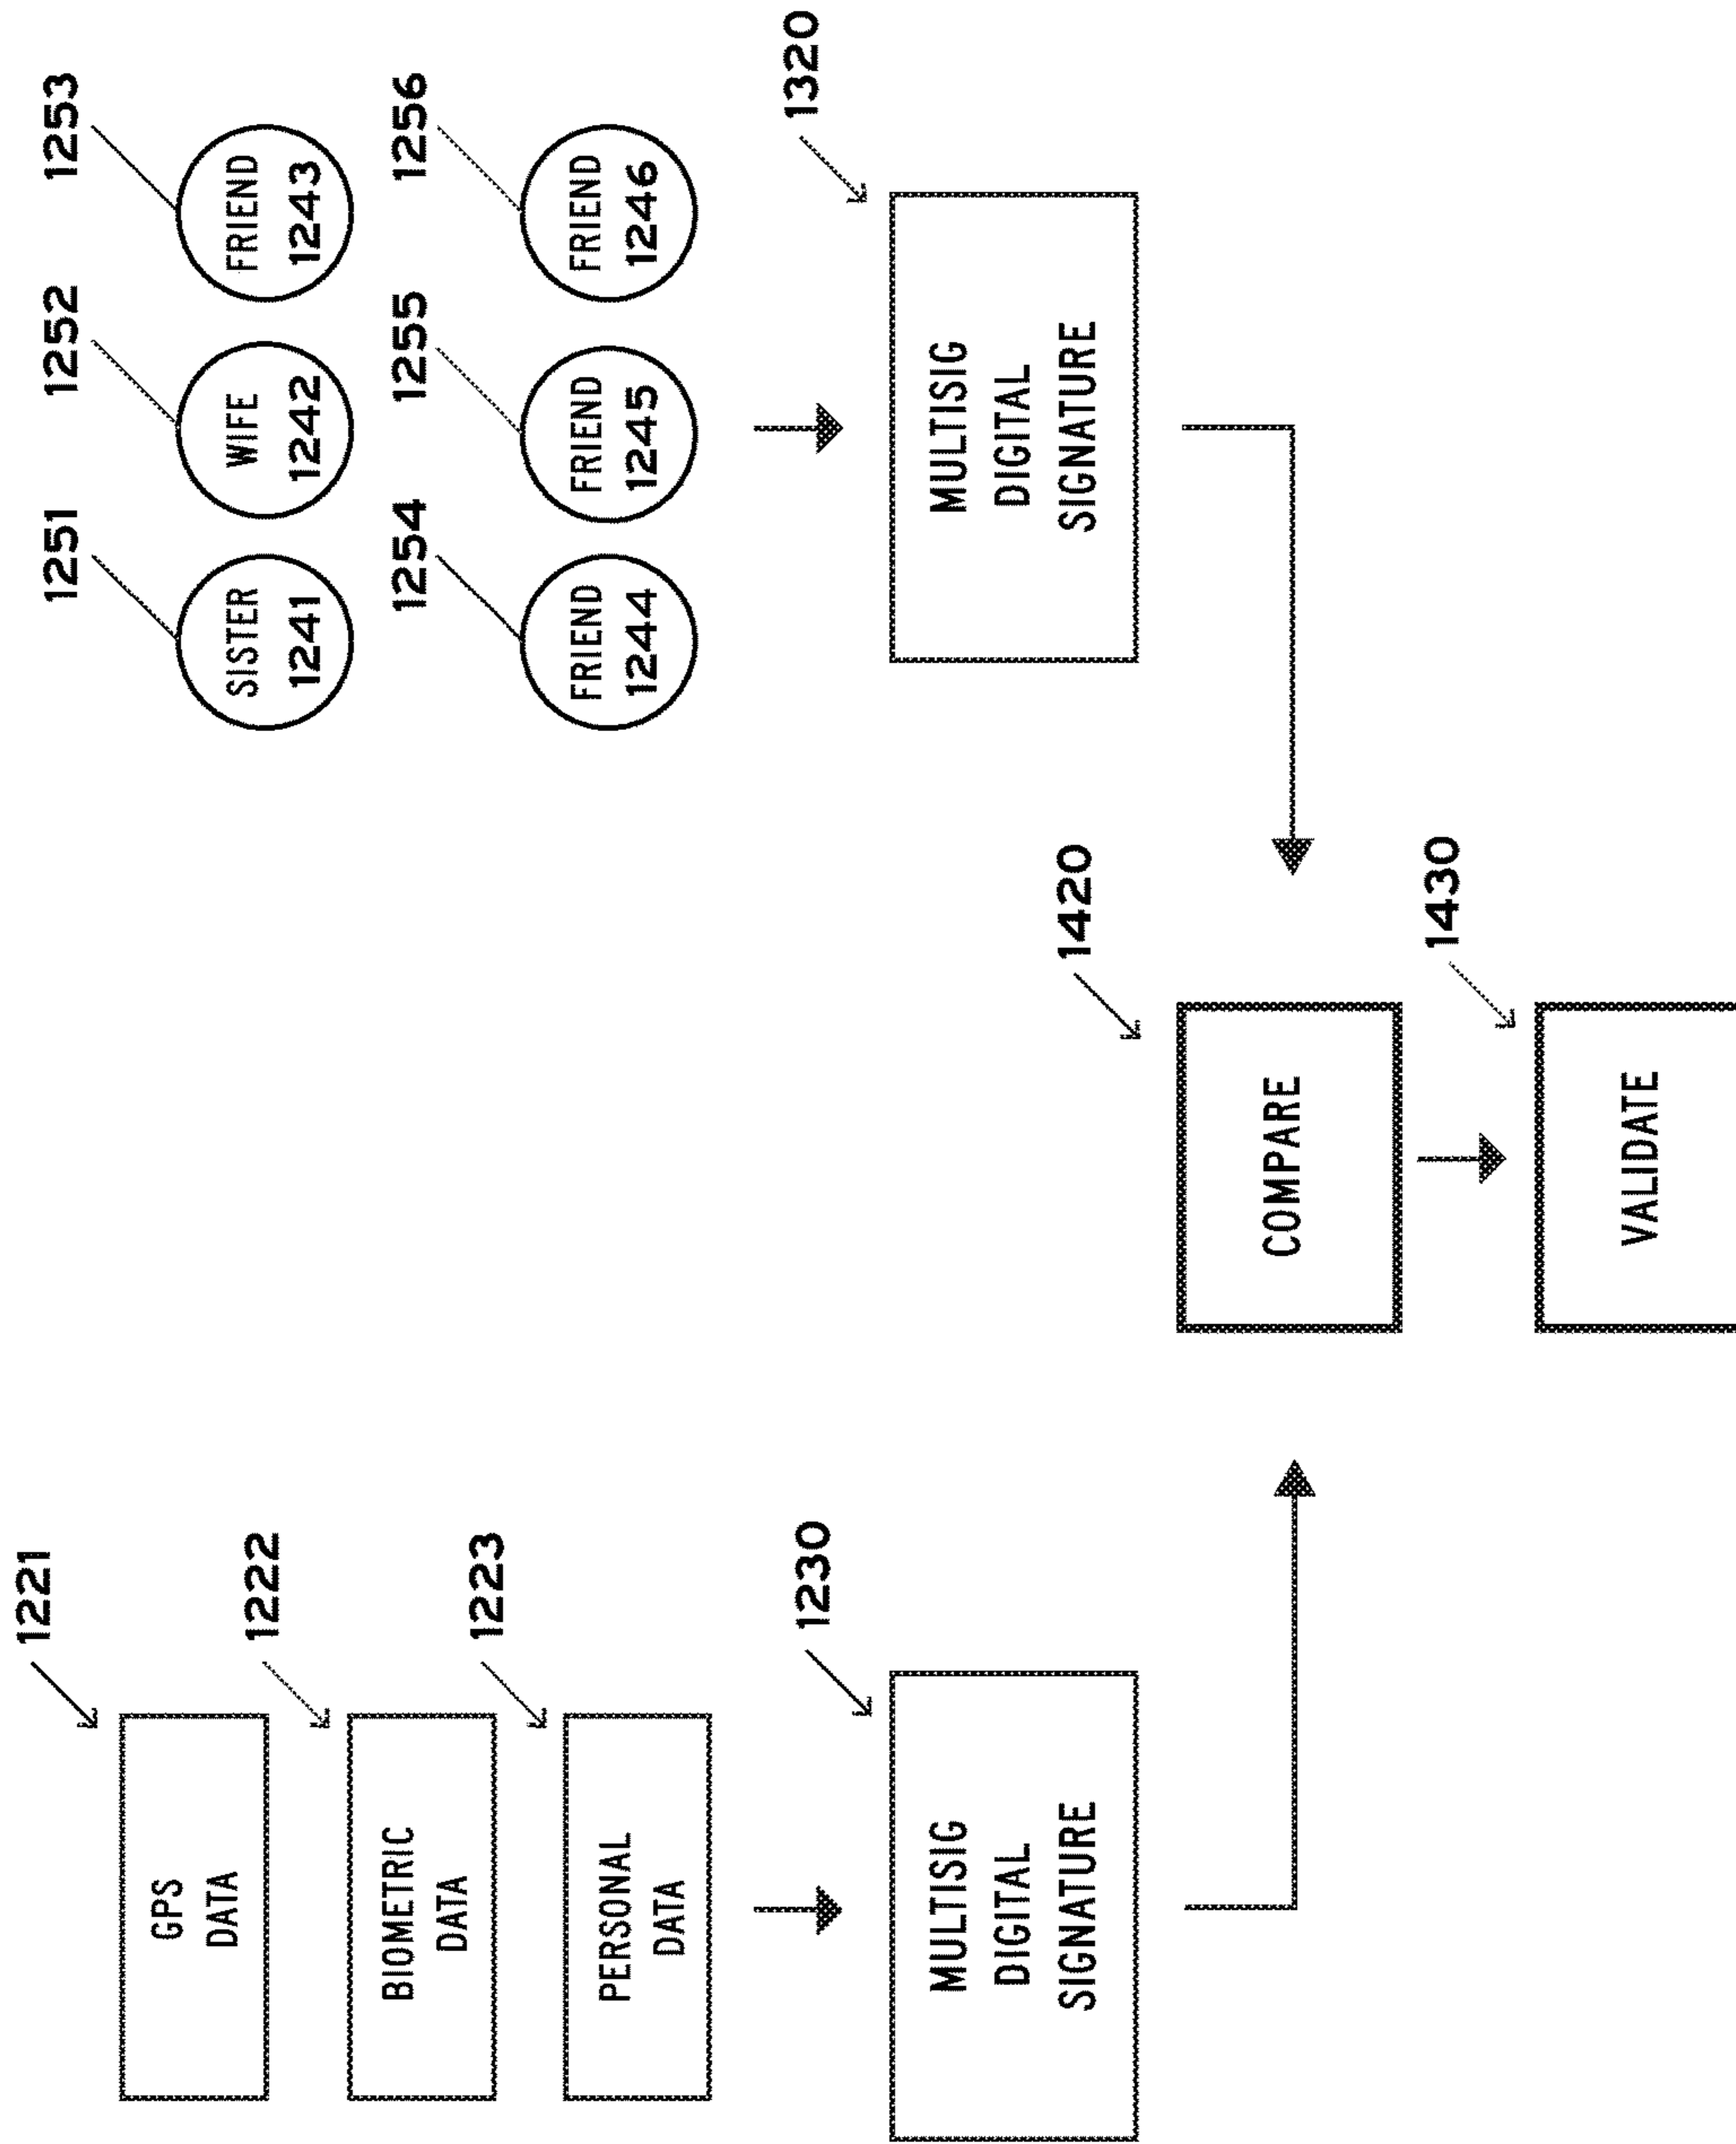 1221
GPS
DATA
1222
BIOMETRIC
DATA
1223
PERSONAL
DATA
1230
MULTISIG
DIGITAL
SIGNATURE
1251
SISTER
1241
1252
WIFE
1242
1253
FRIEND
1243
1254
FRIEND
1244
1255
FRIEND
1245
1256
FRIEND
1246
1320
MULTISIG
DIGITAL
SIGNATURE
1420
COMPARE
1430
VALIDATE